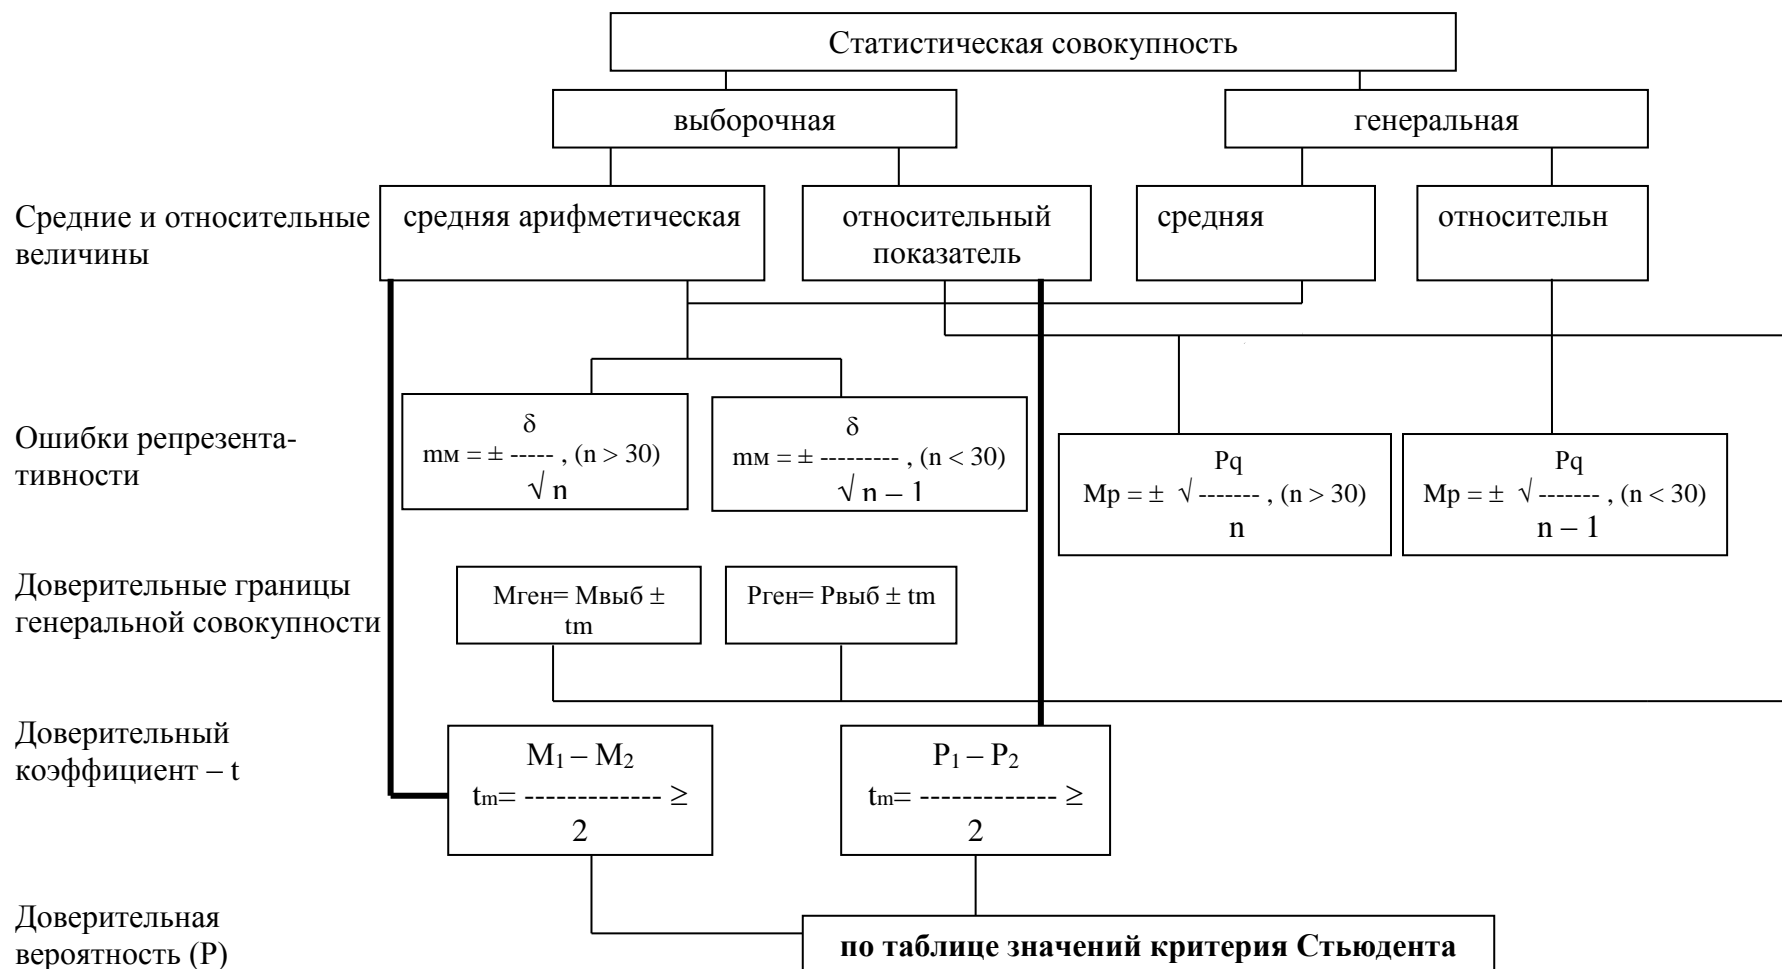 Статистическая совокупность
выборочная
генеральная
Средние и относительные
величины
средняя арифметическая
относительный
показатель
средняя
относительн
Ошибки репрезента-
тивности
δ
mм = ± ----- , (n > 30)
√ n
δ
mм = ± --------- , (n < 30)
√ n – 1
Pq
Mp = ± √ ------- , (n > 30)
n
Pq
Mp = ± √ ------- , (n < 30)
n – 1
Доверительные границы
генеральной совокупности
Мген= Мвыб ±
tm
Рген= Рвыб ± tm
Доверительный
коэффициент – t
M₁ – M₂
tm= ------------- ≥
2
P₁ – P₂
tm= ------------- ≥
2
Доверительная
вероятность (Р)
по таблице значений критерия Стьюдента